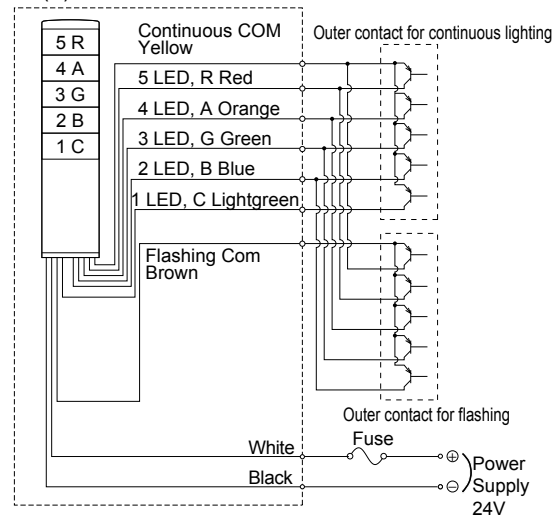 Continuous COM
Yellow
Outer contact for continuous lighting
5 R
4 A
3 G
2 B
1 C
5 LED, R Red
4 LED, A Orange
3 LED, G Green
2 LED, B Blue
1 LED, C Lightgreen
Flashing Com
Brown
Outer contact for flashing
White
Fuse
⊕
Power
Supply
24V
Black
⊖